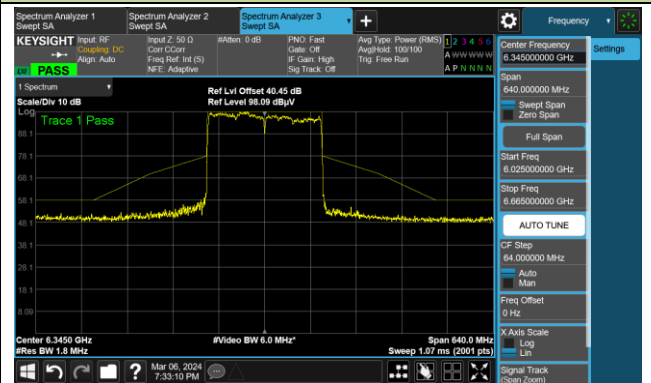 Spectrum Analyzer 1
Swept SA
Spectrum Analyzer 2
Swept SA
Spectrum Analyzer 3
Swept SA
Frequency
KEYSIGHT
Input: RF
Coupling: DC
Align: Auto
Input Z: 50 Ω
Corr CCorr
Freq Ref: Int (S)
NFE: Adaptive
#Atten: 0 dB
PNO: Fast
Gate: Off
IF Gain: High
Sig Track: Off
Avg Type: Power (RMS)
Avg|Hold: 100/100
Trig: Free Run
1 2 3 4 5 6
A W W W W W
A P N N N N
PASS
1 Spectrum
Scale/Div 10 dB
Ref Lvl Offset 40.45 dB
Ref Level 98.09 dBµV
Log
Trace 1 Pass
88.1
78.1
68.1
58.1
48.1
38.1
28.1
18.1
8.09
Center 6.3450 GHz
#Res BW 1.8 MHz
#Video BW 6.0 MHz*
Span 640.0 MHz
Sweep 1.07 ms (2001 pts)
Mar 06, 2024
7:33:10 PM
Center Frequency
6.345000000 GHz
Settings
Span
640.000000 MHz
Swept Span
Zero Span
Full Span
Start Freq
6.025000000 GHz
Stop Freq
6.665000000 GHz
AUTO TUNE
CF Step
64.000000 MHz
Auto
Man
Freq Offset
0 Hz
X Axis Scale
Log
Lin
Signal Track
(Span Zoom)